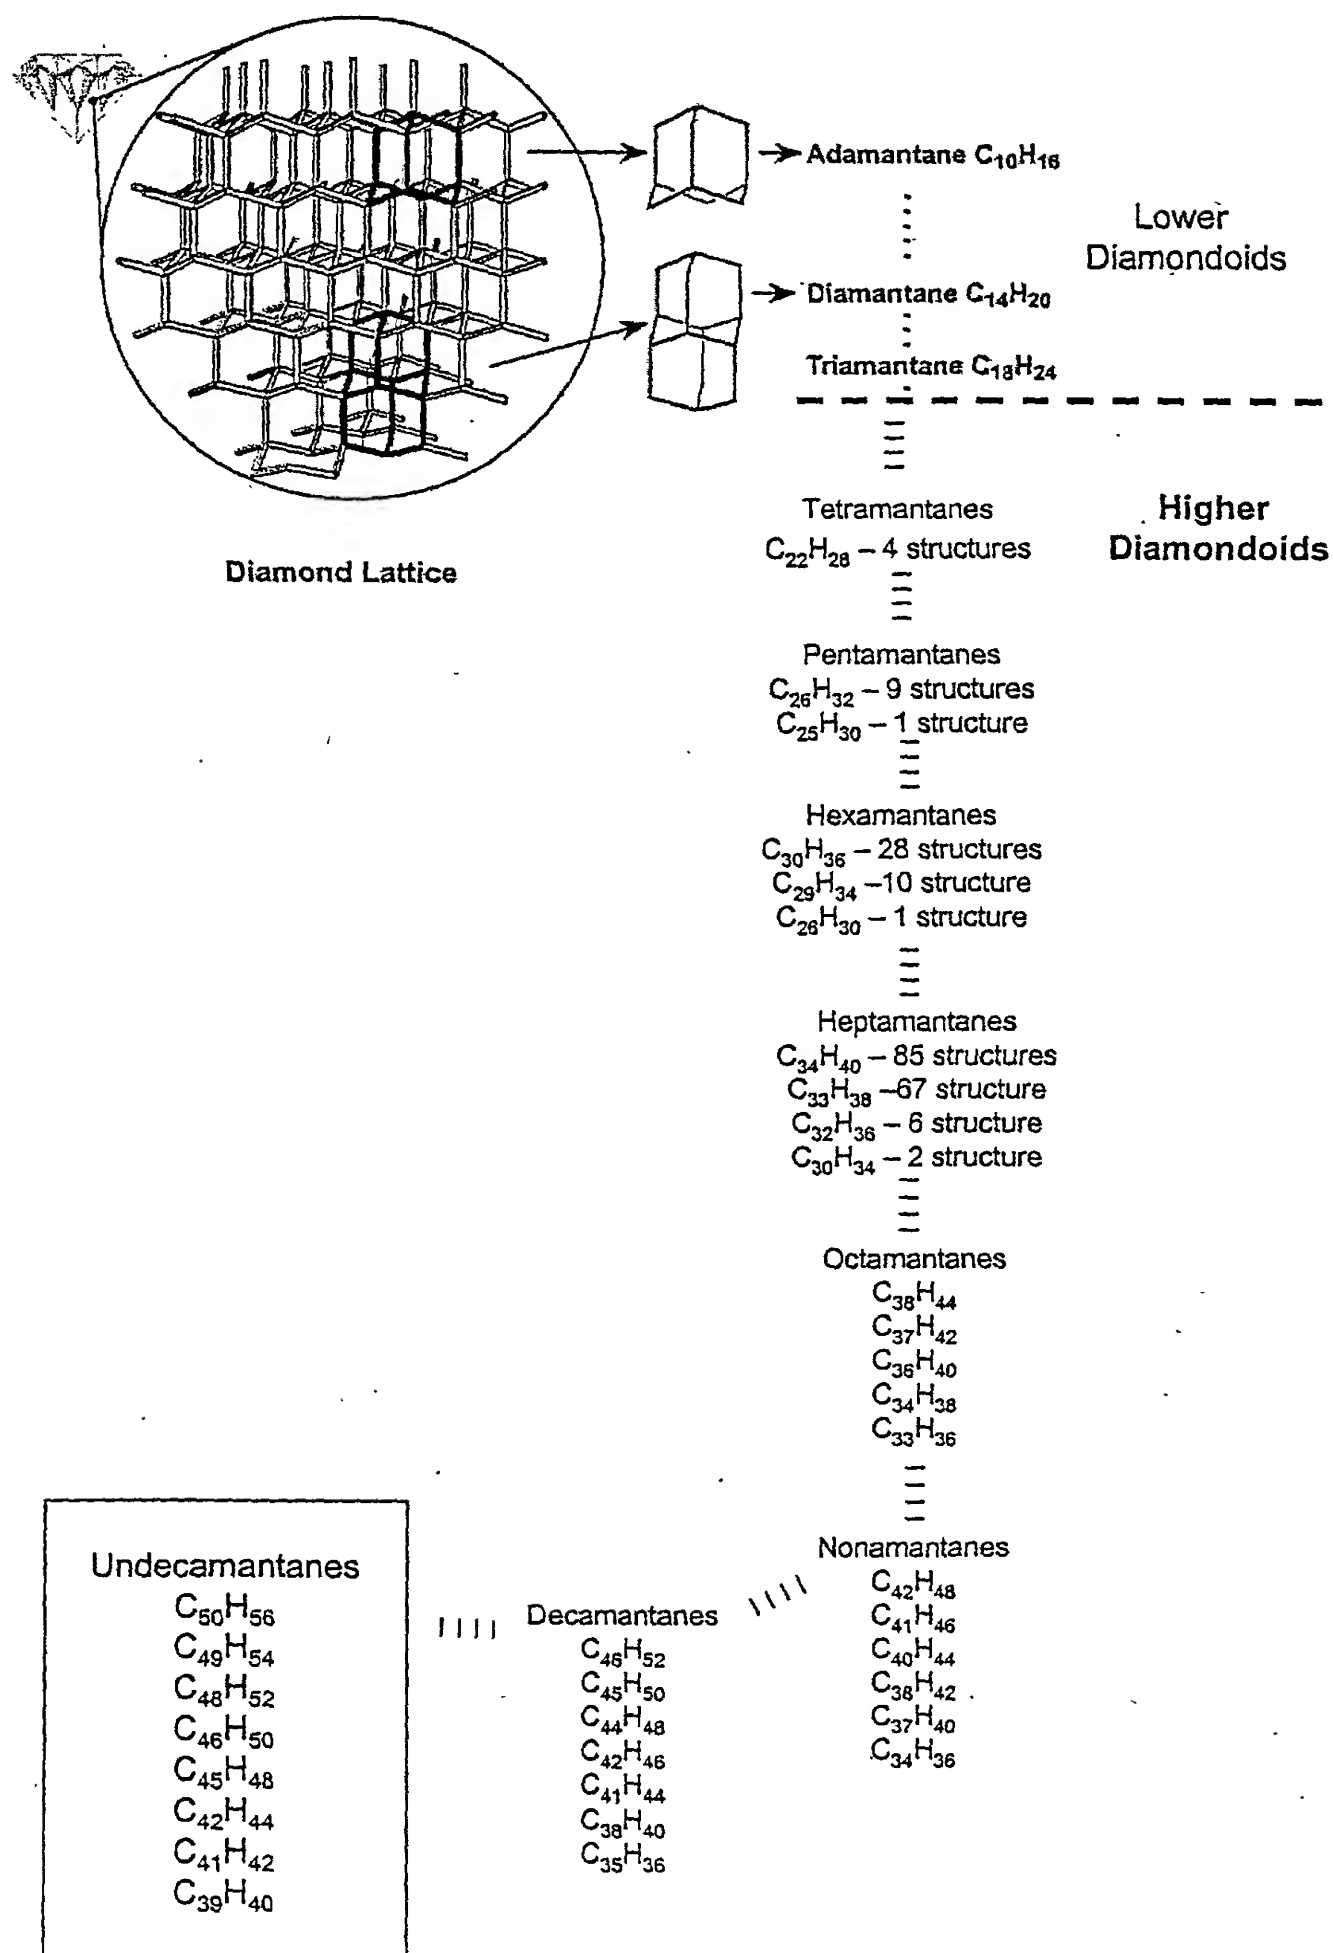 Adamantane C₁₀H₁₆
Lower
Diamondoids
Diamantane C₁₄H₂₀
Triamantane C₁₈H₂₄
Diamond Lattice
Tetramantanes
C₂₂H₂₈ – 4 structures
Higher
Diamondoids
Pentamantanes
C₂₆H₃₂ – 9 structures
C₂₅H₃₀ – 1 structure
Hexamantanes
C₃₀H₃₆ – 28 structures
C₂₉H₃₄ –10 structure
C₂₆H₃₀ – 1 structure
Heptamantanes
C₃₄H₄₀ – 85 structures
C₃₃H₃₈ –67 structure
C₃₂H₃₆ – 6 structure
C₃₀H₃₄ – 2 structure
Octamantanes
C₃₈H₄₄
C₃₇H₄₂
C₃₆H₄₀
C₃₄H₃₈
C₃₃H₃₆
Nonamantanes
C₄₂H₄₈
C₄₁H₄₆
C₄₀H₄₄
C₃₈H₄₂
C₃₇H₄₀
C₃₄H₃₆
Decamantanes
C₄₆H₅₂
C₄₅H₅₀
C₄₄H₄₈
C₄₂H₄₆
C₄₁H₄₄
C₃₈H₄₀
C₃₅H₃₆
Undecamantanes
C₅₀H₅₆
C₄₉H₅₄
C₄₈H₅₂
C₄₆H₅₀
C₄₅H₄₈
C₄₂H₄₄
C₄₁H₄₂
C₃₉H₄₀